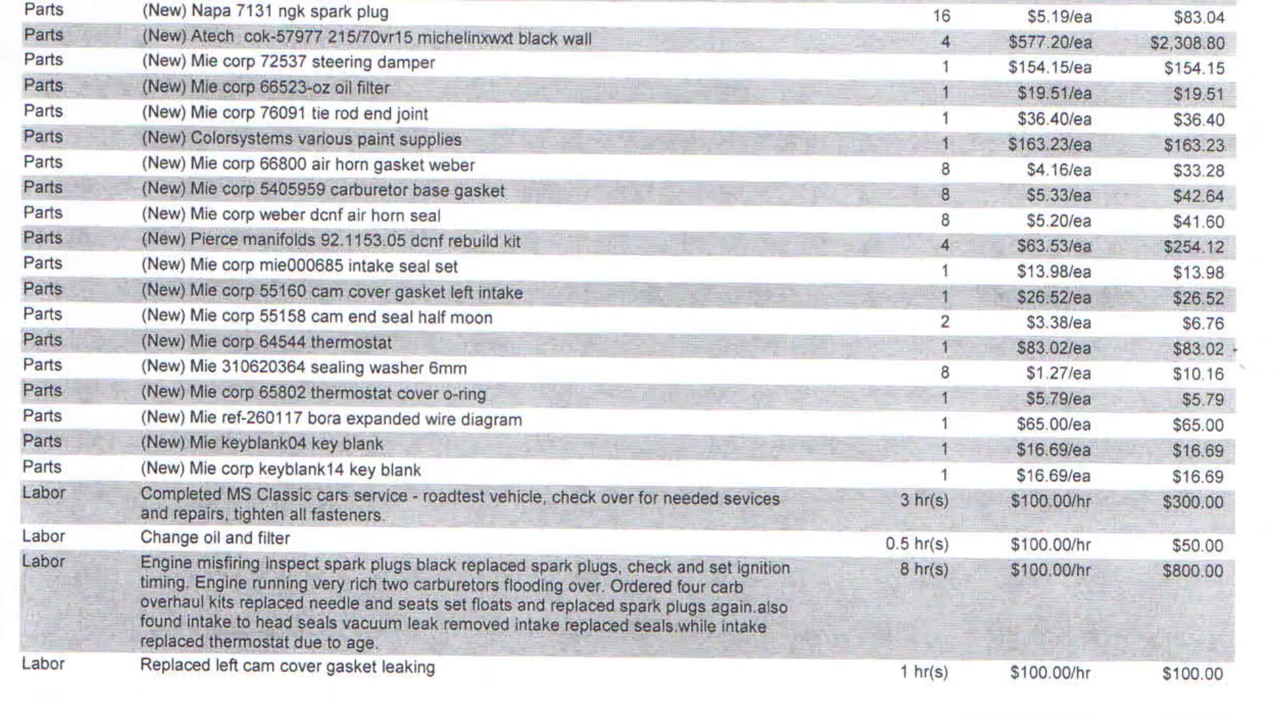 Parts (New) Napa 7131 ngk spark plug 16 $5.19/ea $83.04
Parts (New) Atech cok-57977 215/70vr15 michelinxwxt black wall 4 $577.20/ea $2,308.80
Parts (New) Mie corp 72537 steering damper 1 $154.15/ea $154.15
Parts (New) Mie corp 66523-oz oil filter 1 $19.51/ea $19.51
Parts (New) Mie corp 76091 tie rod end joint 1 $36.40/ea $36.40
Parts (New) Colorsystems various paint supplies 1 $163.23/ea $163.23
Parts (New) Mie corp 66800 air horn gasket weber 8 $4.16/ea $33.28
Parts (New) Mie corp 5405959 carburetor base gasket 8 $5.33/ea $42.64
Parts (New) Mie corp weber dcnf air horn seal 8 $5.20/ea $41.60
Parts (New) Pierce manifolds 92.1153.05 dcnf rebuild kit 4 $63.53/ea $254.12
Parts (New) Mie corp mie000685 intake seal set 1 $13.98/ea $13.98
Parts (New) Mie corp 55160 cam cover gasket left intake 1 $26.52/ea $26.52
Parts (New) Mie corp 55158 cam end seal half moon 2 $3.38/ea $6.76
Parts (New) Mie corp 64544 thermostat 1 $83.02/ea $83.02
Parts (New) Mie 310620364 sealing washer 6mm 8 $1.27/ea $10.16
Parts (New) Mie corp 65802 thermostat cover o-ring 1 $5.79/ea $5.79
Parts (New) Mie ref-260117 bora expanded wire diagram 1 $65.00/ea $65.00
Parts (New) Mie keyblank04 key blank 1 $16.69/ea $16.69
Parts (New) Mie corp keyblank14 key blank 1 $16.69/ea $16.69
Labor Completed MS Classic cars service - roadtest vehicle, check over for needed sevices 3 hr(s) $100.00/hr $300.00
and repairs, tighten all fasteners.
Labor Change oil and filter 0.5 hr(s) $100.00/hr $50.00
Labor Engine misfiring inspect spark plugs black replaced spark plugs, check and set ignition 8 hr(s) $100.00/hr $800.00
timing. Engine running very rich two carburetors flooding over. Ordered four carb
overhaul kits replaced needle and seats set floats and replaced spark plugs again.also
found intake to head seals vacuum leak removed intake replaced seals.while intake
replaced thermostat due to age.
Labor Replaced left cam cover gasket leaking 1 hr(s) $100.00/hr $100.00